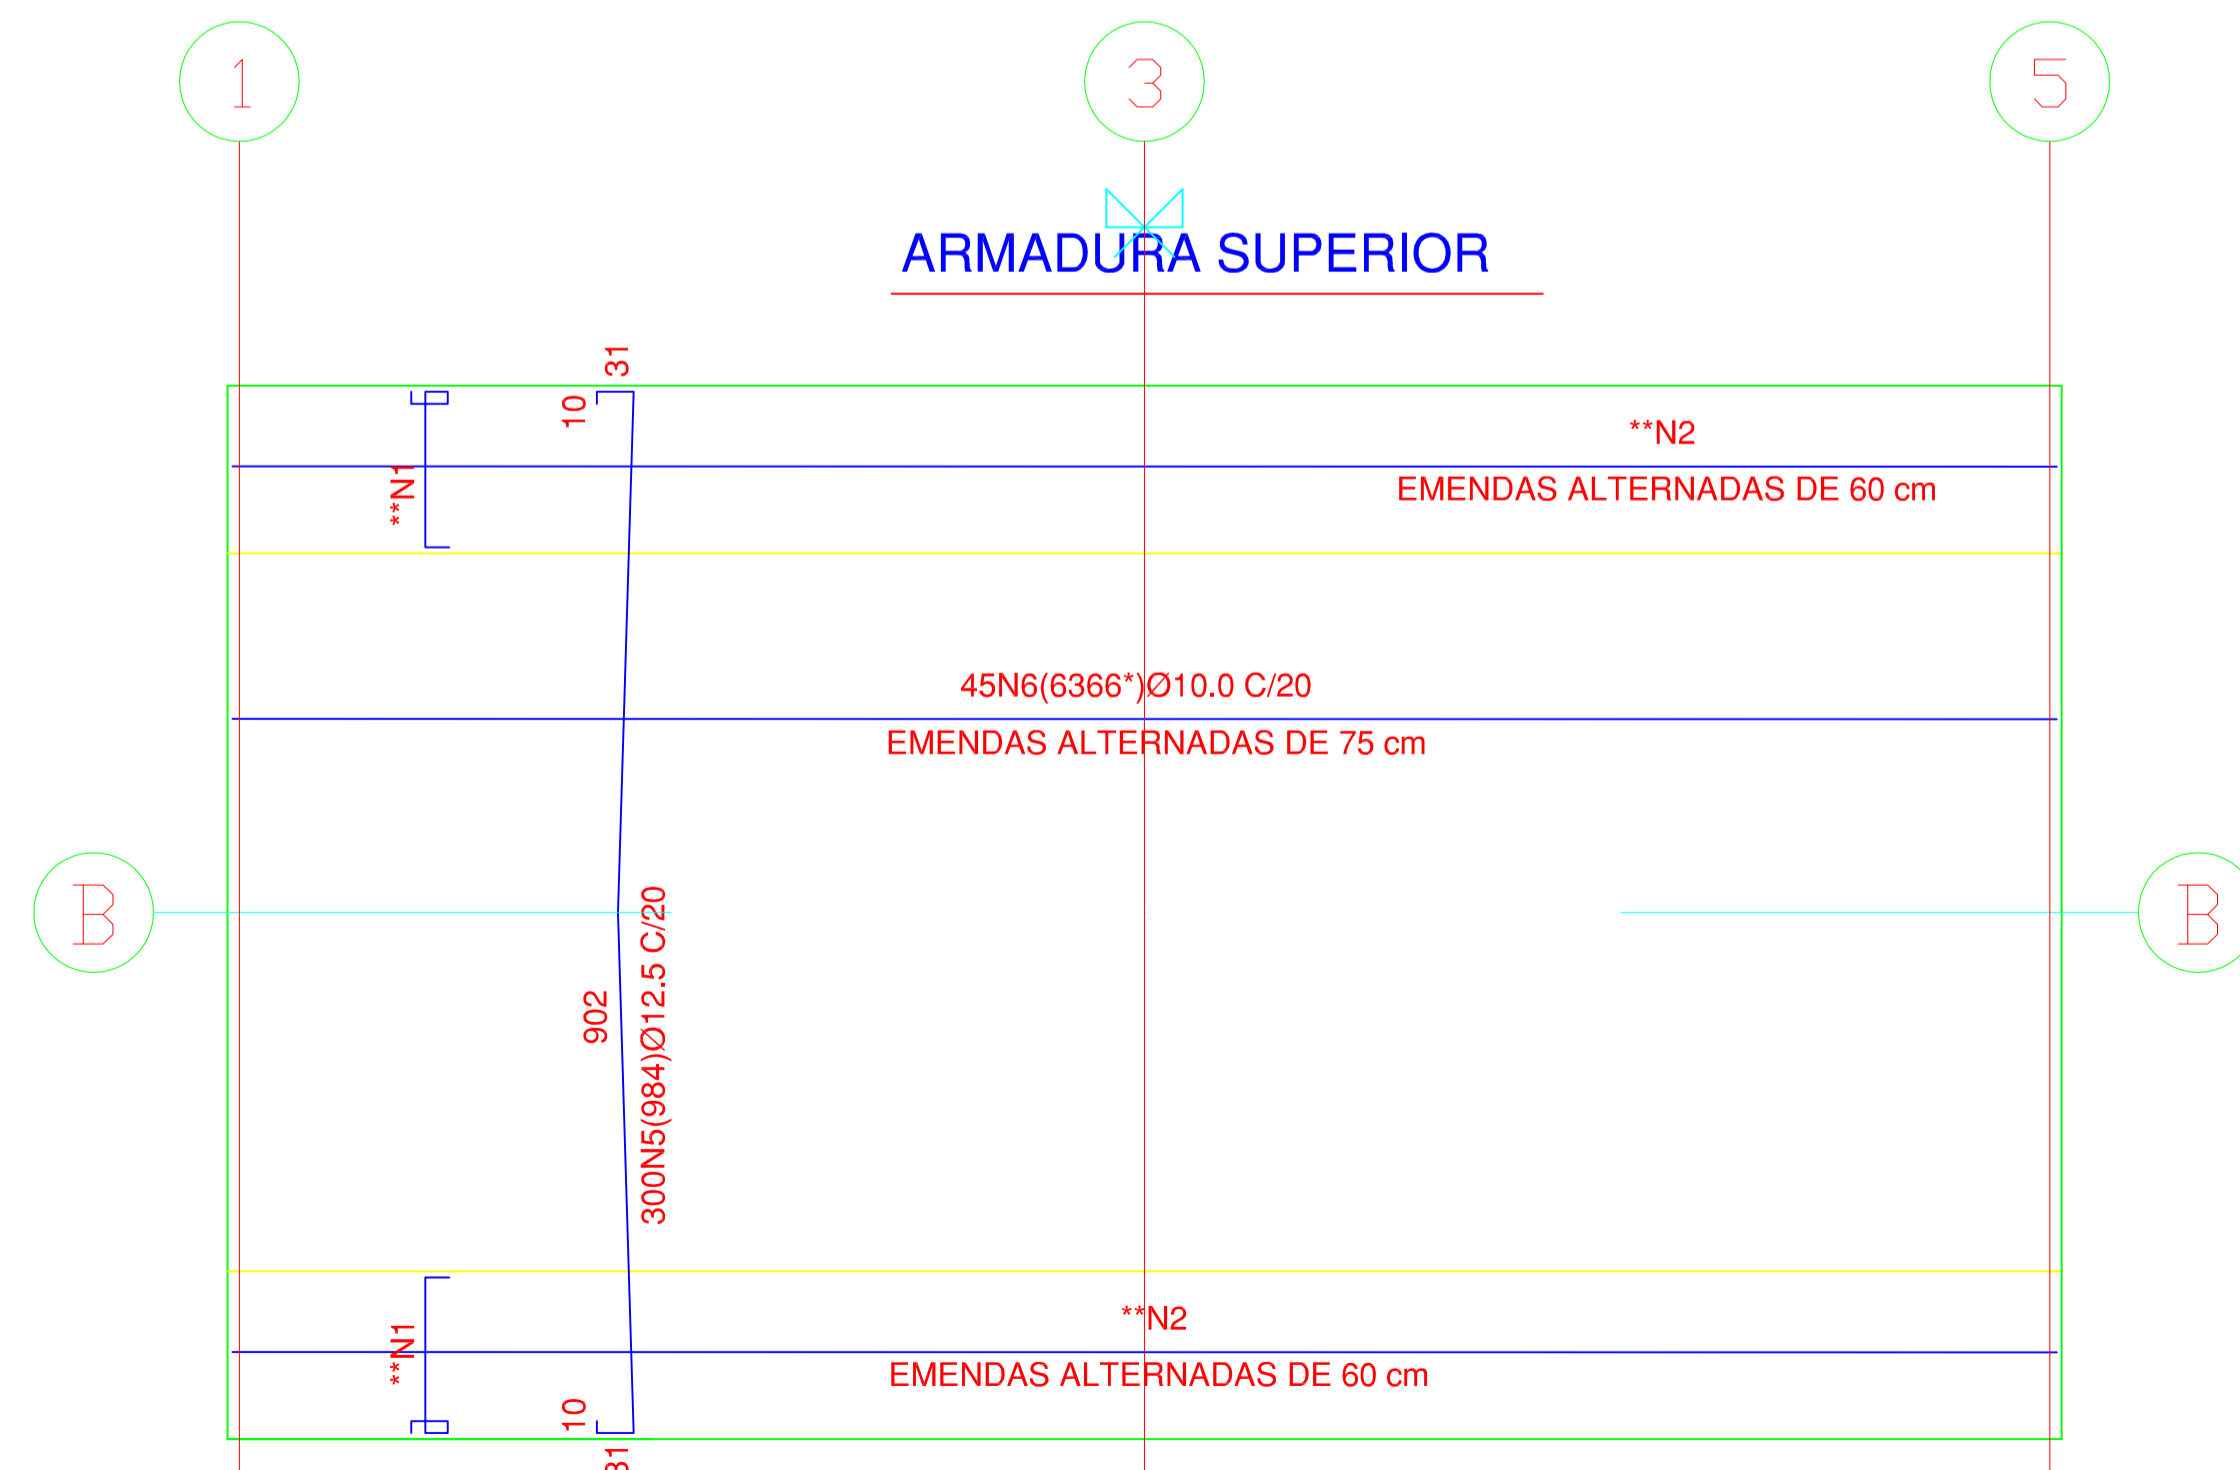 1
3
5
ARMADURA SUPERIOR
31
10
**N1
**N2
EMENDAS ALTERNADAS DE 60 cm
45N6(6366*)Ø10.0 C/20
EMENDAS ALTERNADAS DE 75 cm
B
B
902
300N5(984)Ø12.5 C/20
**N1
**N2
EMENDAS ALTERNADAS DE 60 cm
10
31